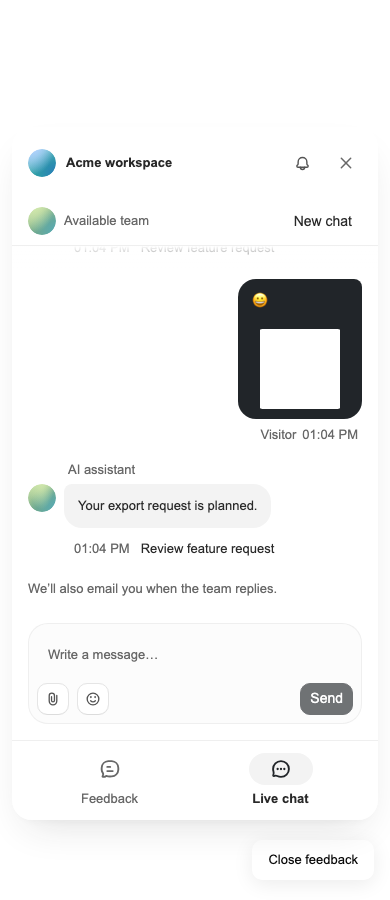 Acme workspace
Available team
New chat
01:04 PM Review feature request
😀
Visitor 01:04 PM
AI assistant
Your export request is planned.
01:04 PM Review feature request
We’ll also email you when the team replies.
Write a message…
Send
Feedback
Live chat
Close feedback